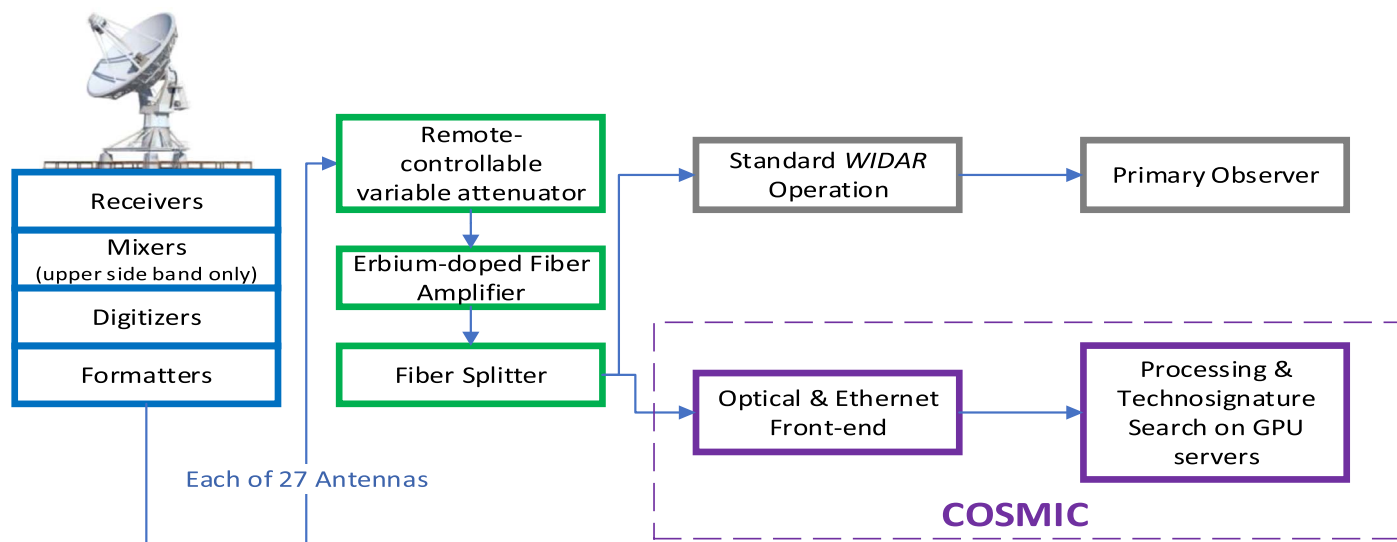 Receivers
Mixers
(upper side band only)
Digitizers
Formatters
Each of 27 Antennas
Remote-
controllable
variable attenuator
Erbium-doped Fiber
Amplifier
Fiber Splitter
Standard WIDAR
Operation
Primary Observer
Optical & Ethernet
Front-end
Processing &
Technosignature
Search on GPU
servers
COSMIC